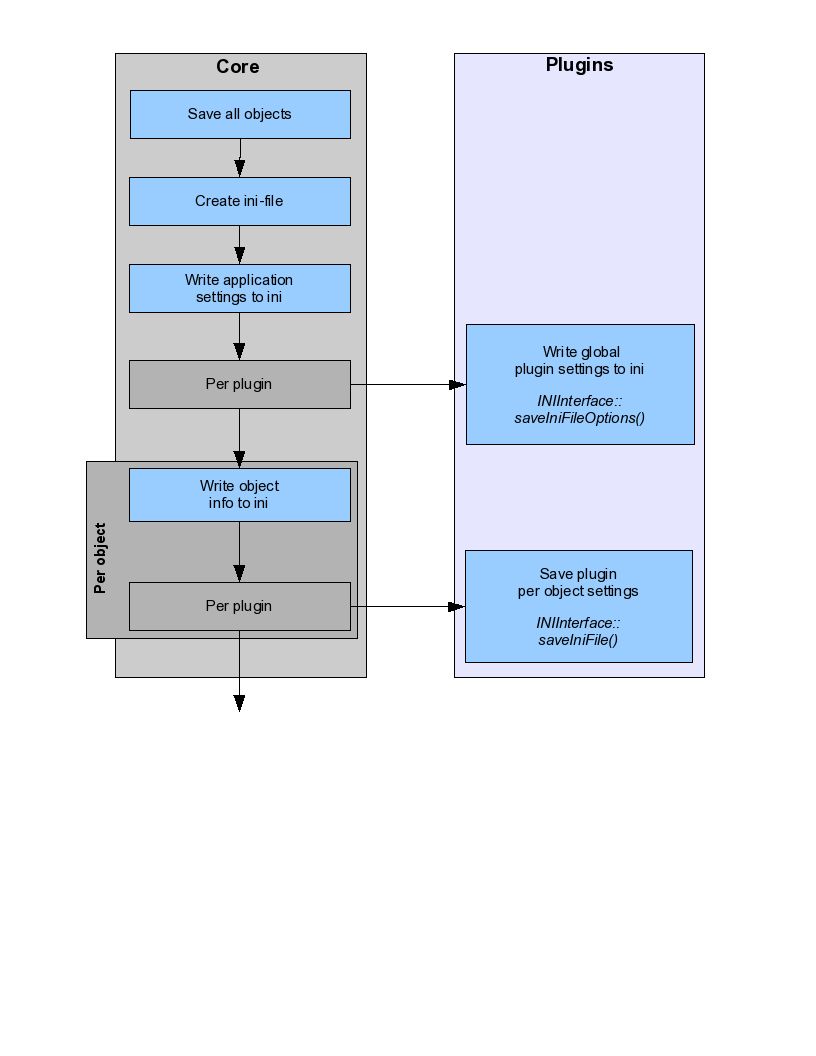 Core
Save all objects
Create ini-file
Write application
settings to ini
Per plugin
Per object
Write object
info to ini
Per plugin
Plugins
Write global
plugin settings to ini
INIInterface::
saveIniFileOptions()
Save plugin
per object settings
INIInterface::
saveIniFile()